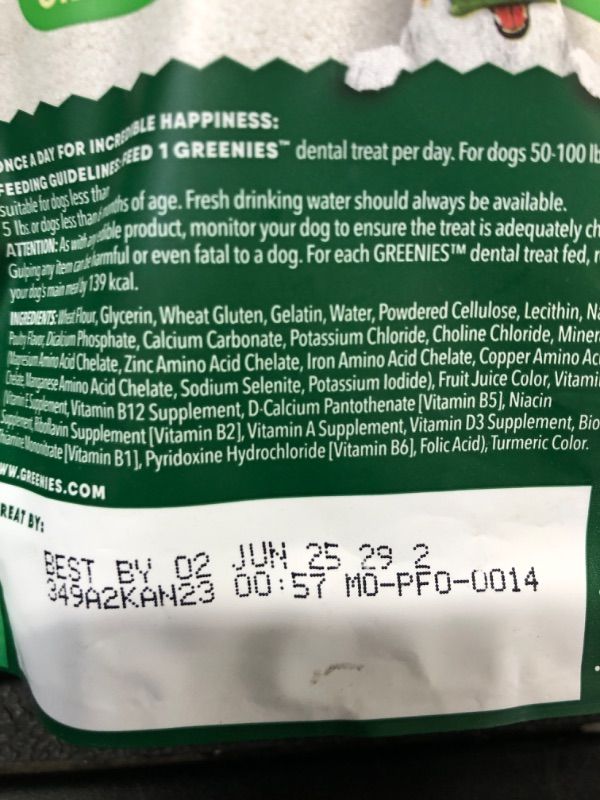 ONCE A DAY FOR INCREDIBLE HAPPINESS:
FEEDING GUIDELINES: FEED 1 GREENIES™ dental treat per day. For dogs 50-100 lb
suitable for dogs less than
5 lbs or dogs less than 6 months of age. Fresh drinking water should always be available.
ATTENTION: As with any edible product, monitor your dog to ensure the treat is adequately ch
Gulping any item can be harmful or even fatal to a dog. For each GREENIES™ dental treat fed, r
your dog's main meal by 139 kcal.
INGREDIENTS: Wheat Flour, Glycerin, Wheat Gluten, Gelatin, Water, Powdered Cellulose, Lecithin, Na
Poultry Flavor, Dicalcium Phosphate, Calcium Carbonate, Potassium Chloride, Choline Chloride, Miner
Magnesium Amino Acid Chelate, Zinc Amino Acid Chelate, Iron Amino Acid Chelate, Copper Amino Ac
Chelate, Manganese Amino Acid Chelate, Sodium Selenite, Potassium Iodide), Fruit Juice Color, Vitami
(Vitamin E Supplement, Vitamin B12 Supplement, D-Calcium Pantothenate [Vitamin B5], Niacin
Supplement, Riboflavin Supplement [Vitamin B2], Vitamin A Supplement, Vitamin D3 Supplement, Bio
Thiamine Mononitrate [Vitamin B1], Pyridoxine Hydrochloride [Vitamin B6], Folic Acid), Turmeric Color.
WW.GREENIES.COM
REAT BY:
BEST BY 02 JUN 25 29 2
349A2KAN23 00:57 MO-PFO-0014